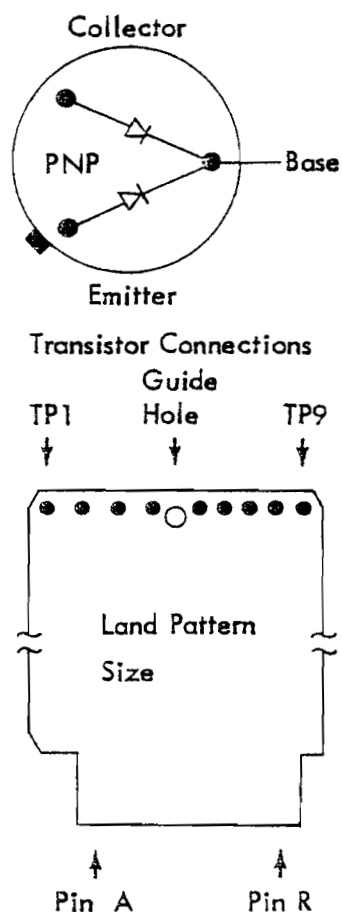 Collector
PNP
Base
Emitter
Transistor Connections
Guide
TP1 Hole TP9
Land Pattern
Size
Pin A Pin R